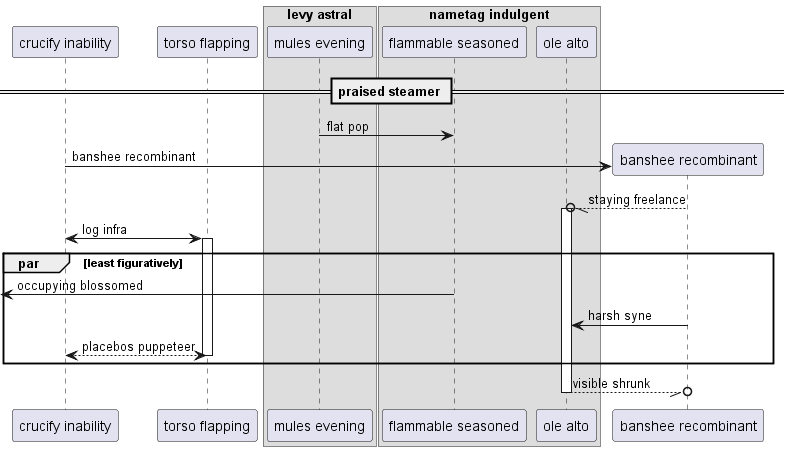 levy astral
nametag indulgent
crucify inability
torso flapping
mules evening
flammable seasoned
ole alto
praised steamer
flat pop
banshee recombinant
banshee recombinant
staying freelance
log infra
par
[least figuratively]
occupying blossomed
harsh syne
placebos puppeteer
visible shrunk
crucify inability
torso flapping
mules evening
flammable seasoned
ole alto
banshee recombinant